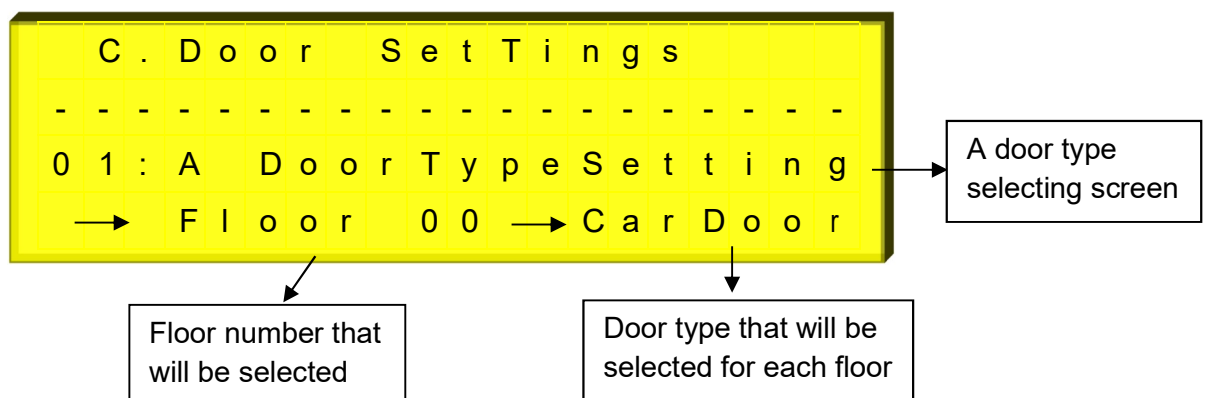 C.Door SetTings
--------------------
01:A DoorTypeSetting
→ Floor 00 → CarDoor
A door type
selecting screen
Floor number that
will be selected
Door type that will be
selected for each floor